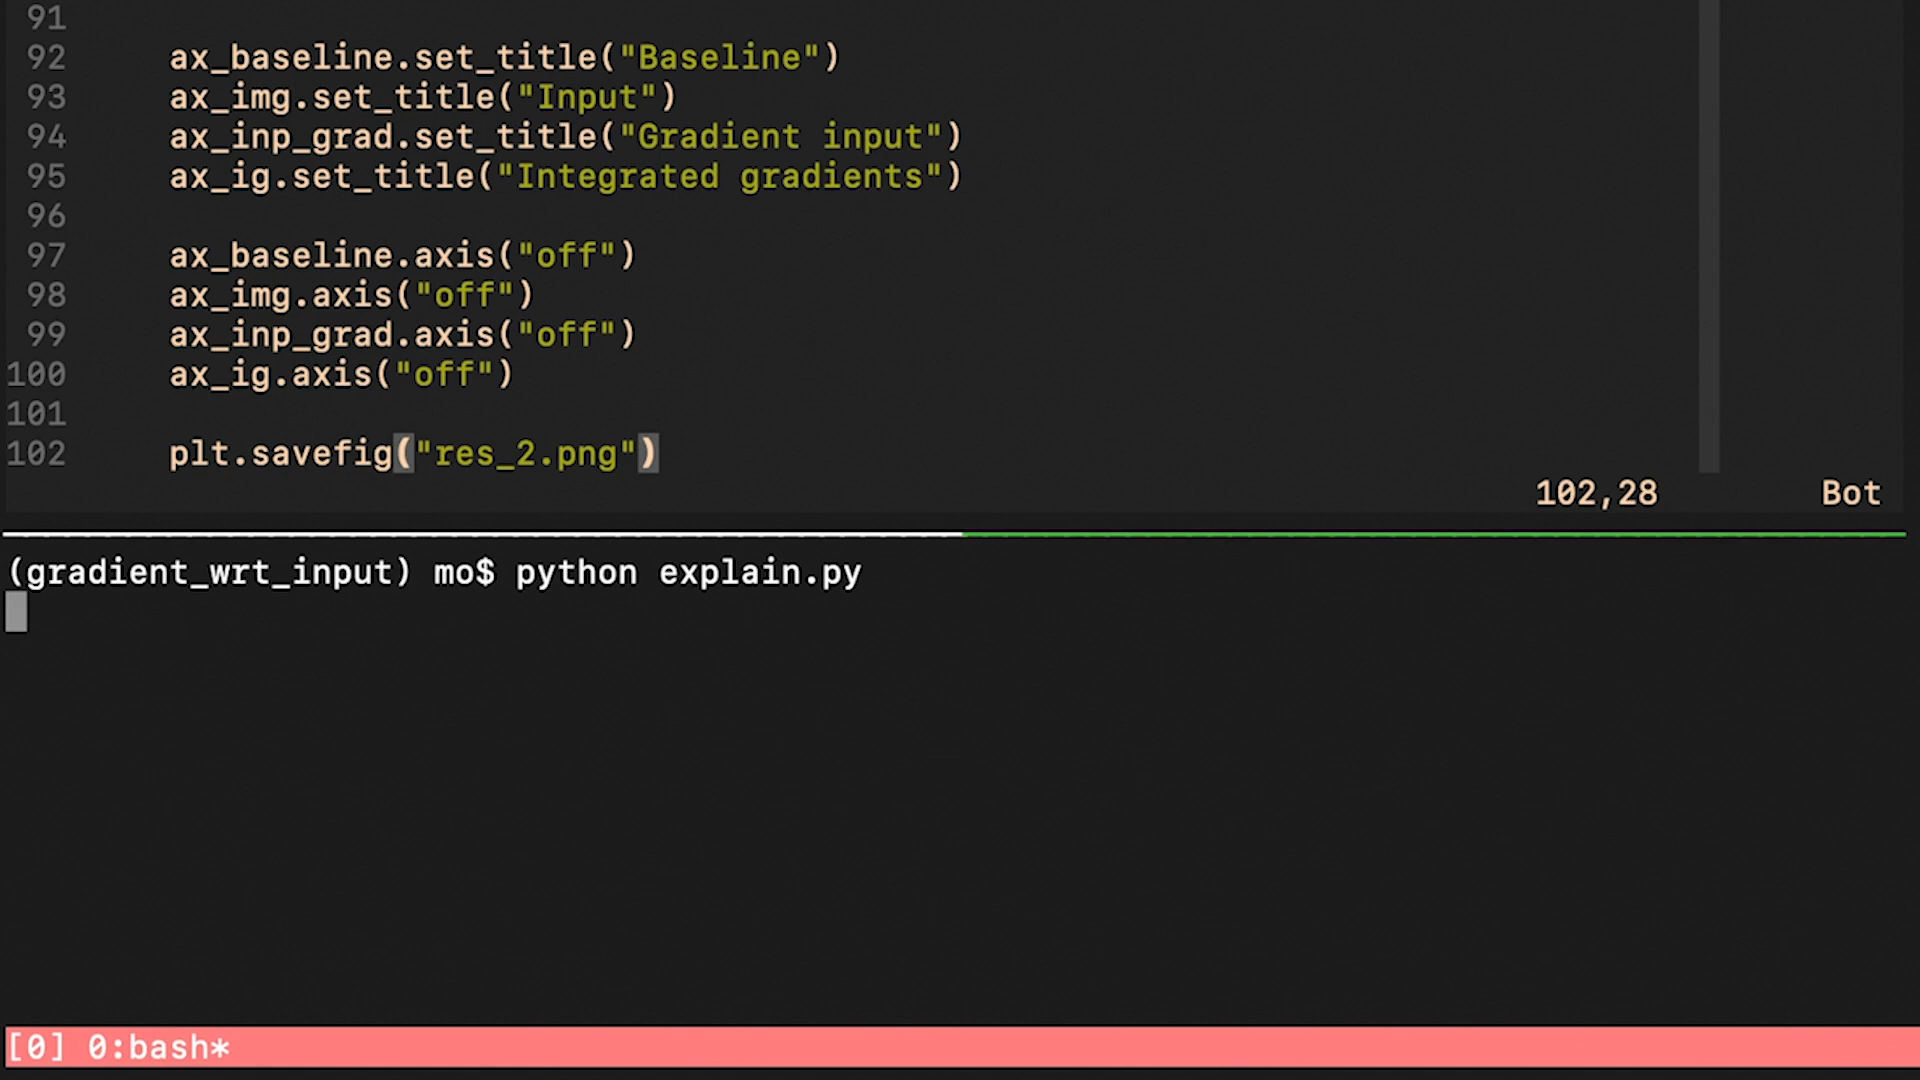 91
92 ax_baseline.set_title("Baseline")
93 ax_img.set_title("Input")
94 ax_inp_grad.set_title("Gradient input")
95 ax_ig.set_title("Integrated gradients")
96
97 ax_baseline.axis("off")
98 ax_img.axis("off")
99 ax_inp_grad.axis("off")
100 ax_ig.axis("off")
101
102 plt.savefig("res_2.png")
102,28 Bot
(gradient_wrt_input) mo$ python explain.py
[0] 0:bash*